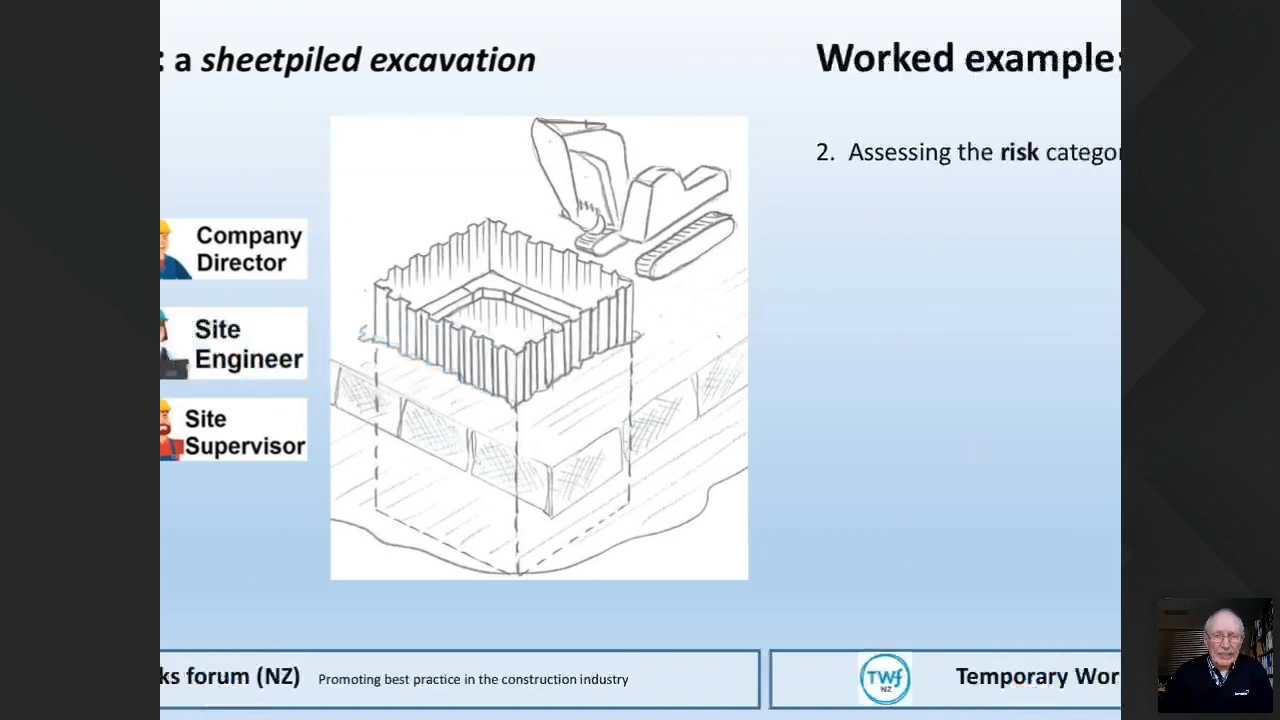 : a sheetpiled excavation
Company
Director
Site
Engineer
Site
Supervisor
ks forum (NZ) Promoting best practice in the construction industry
Worked example:
2. Assessing the risk catego
TWf
NZ
Temporary Wor